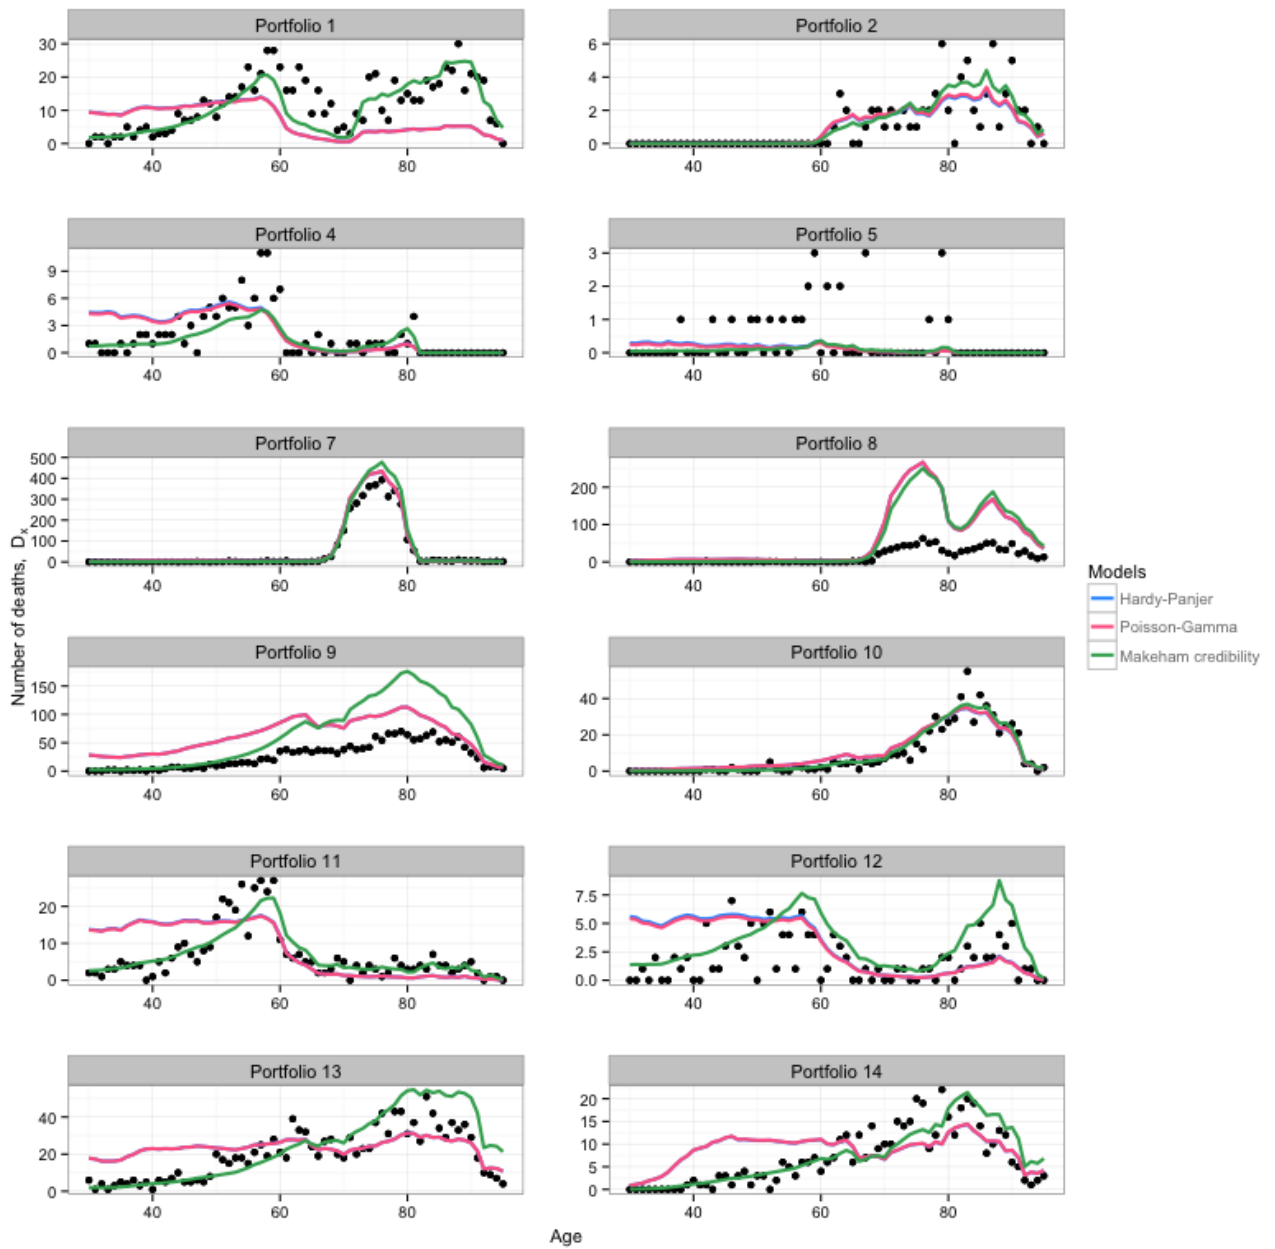 Portfolio 1
30
20
10
0
40 60 80
Portfolio 2
6
4
2
0
40 60 80
Portfolio 4
9
6
3
0
40 60 80
Portfolio 5
3
2
1
0
40 60 80
Portfolio 7
500
400
300
200
100
0
40 60 80
Portfolio 8
200
100
0
40 60 80
Portfolio 9
150
100
50
0
40 60 80
Portfolio 10
40
20
0
40 60 80
Portfolio 11
20
10
0
40 60 80
Portfolio 12
7.5
5.0
2.5
0.0
40 60 80
Portfolio 13
40
20
0
40 60 80
Portfolio 14
20
15
10
5
0
40 60 80
Number of deaths, Dx
Age
Models
Hardy-Panjer
Poisson-Gamma
Makeham credibility